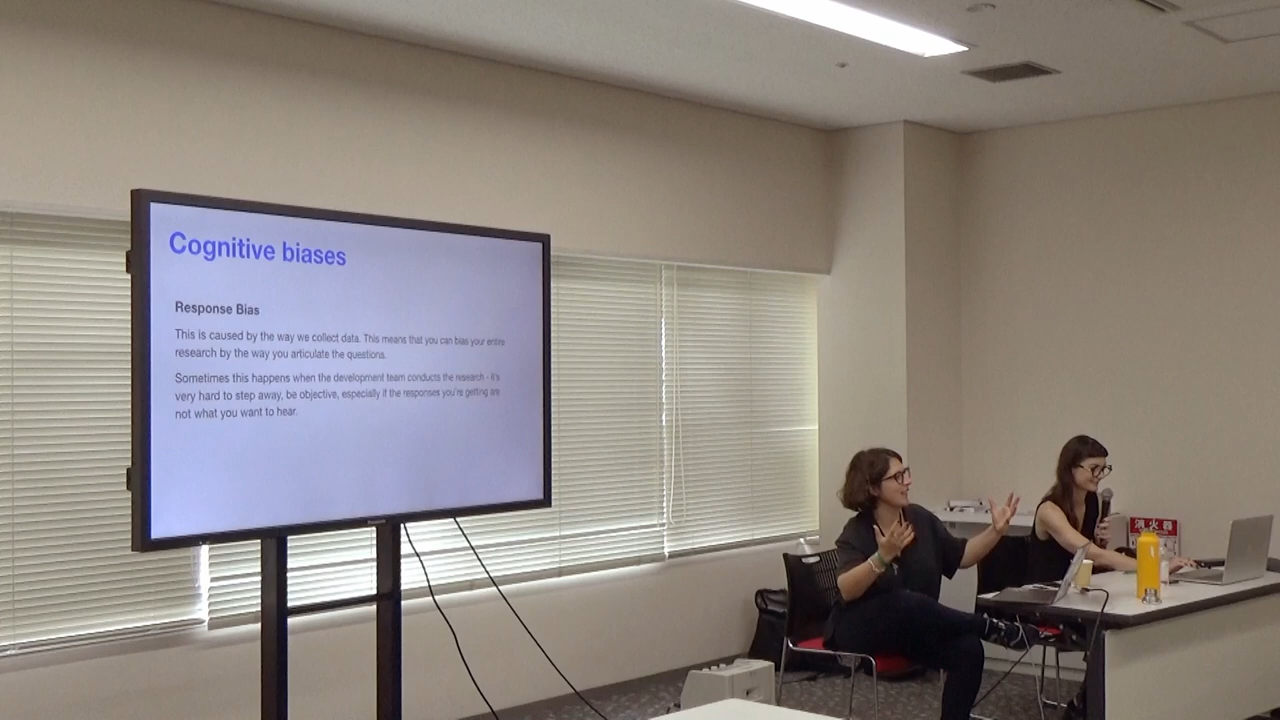 Cognitive biases
Response Bias
This is caused by the way we collect data. This means that you can bias your entire
research by the way you articulate the questions.
Sometimes this happens when the development team conducts the research - it's
very hard to step away, be objective, especially if the responses you're getting are
not what you want to hear.
消火器